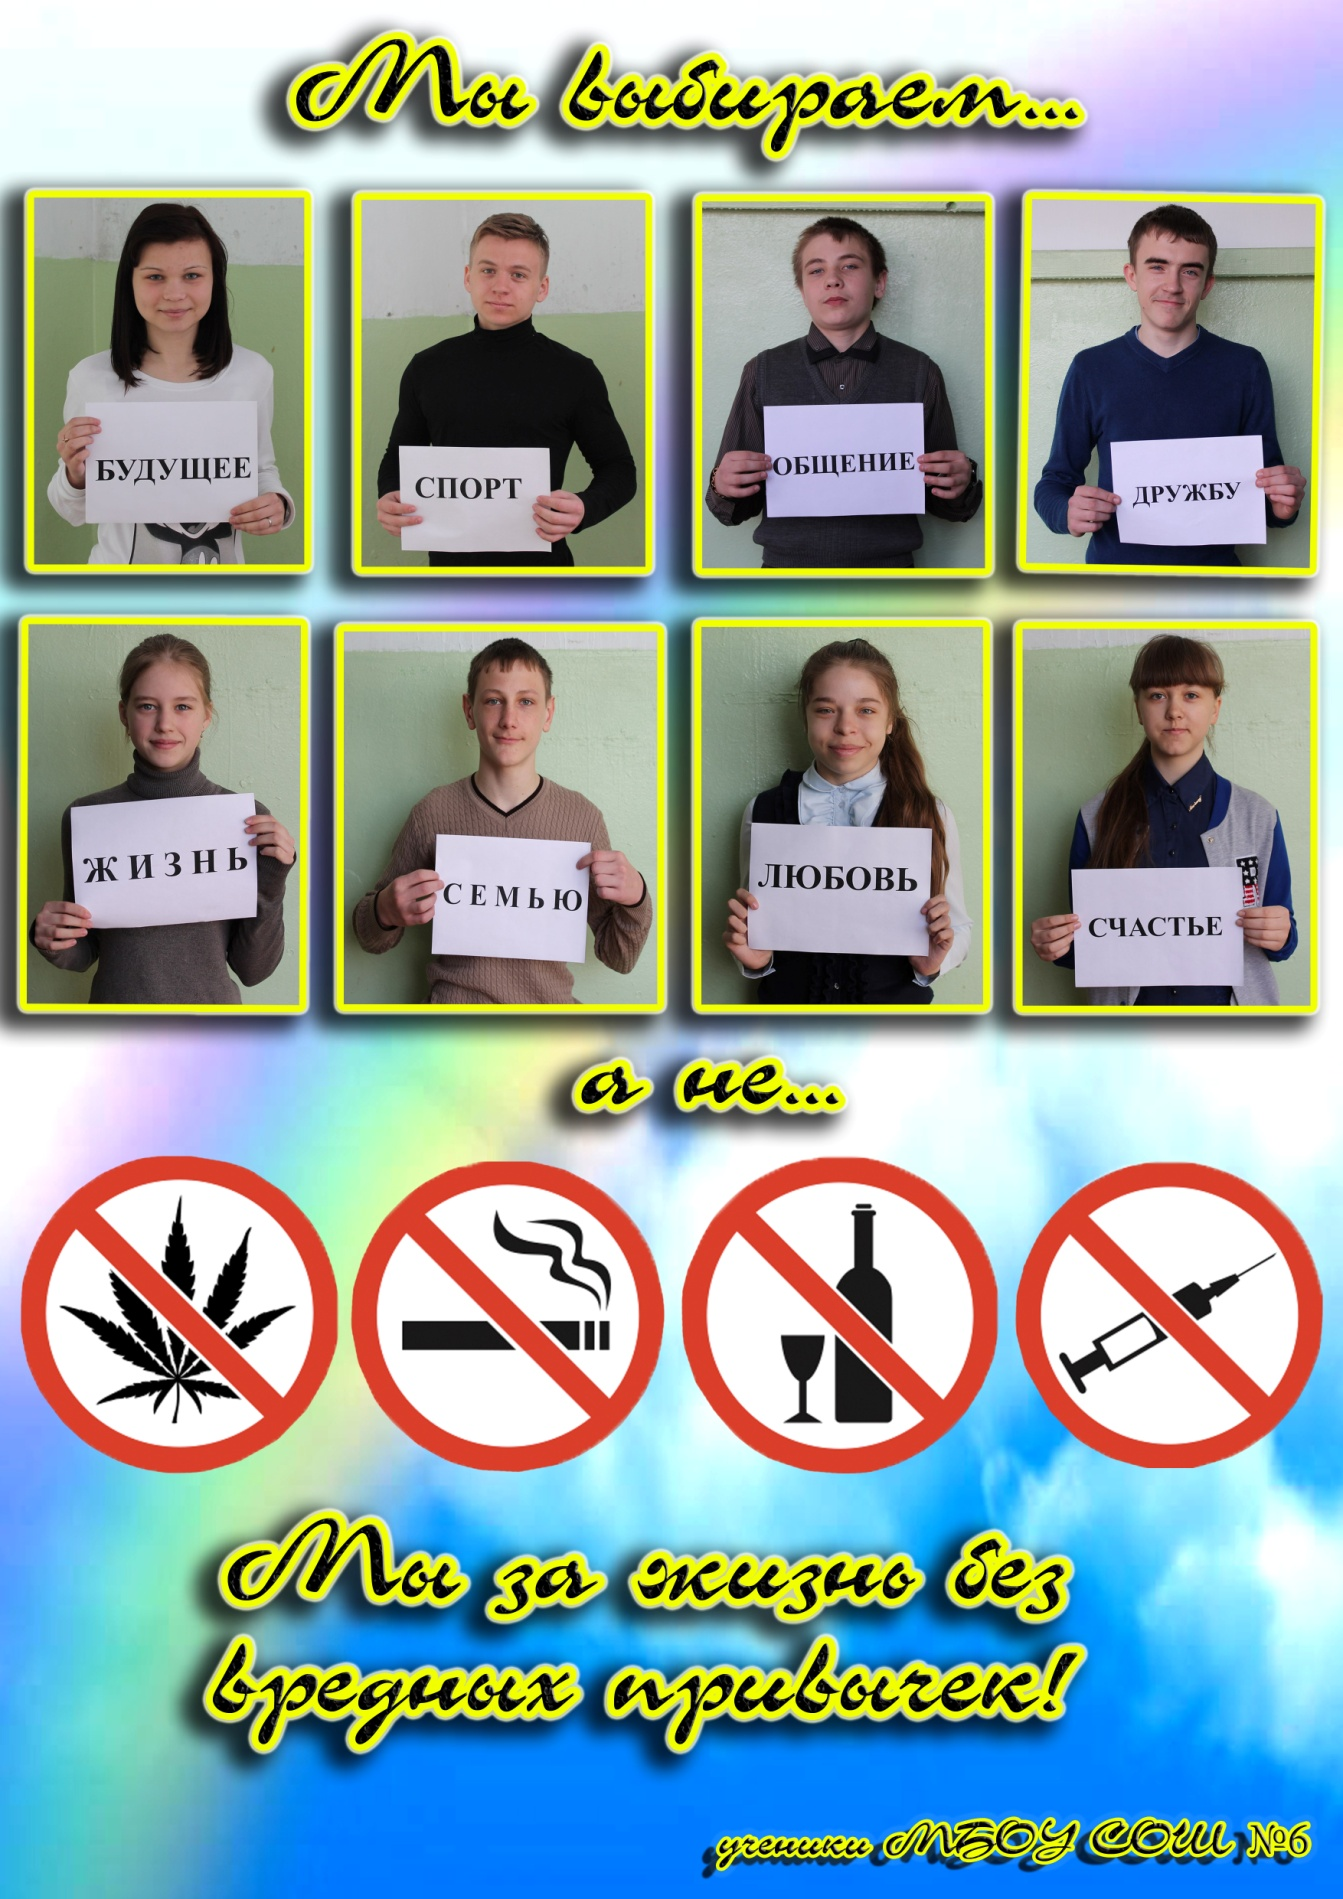 Мы выбираем...
БУДУЩЕЕ
СПОРТ
ОБЩЕНИЕ
ДРУЖБУ
ЖИЗНЬ
СЕМЬЮ
ЛЮБОВЬ
СЧАСТЬЕ
а не...
Мы за жизнь без
вредных привычек!
ученики МБОУ СОШ №6